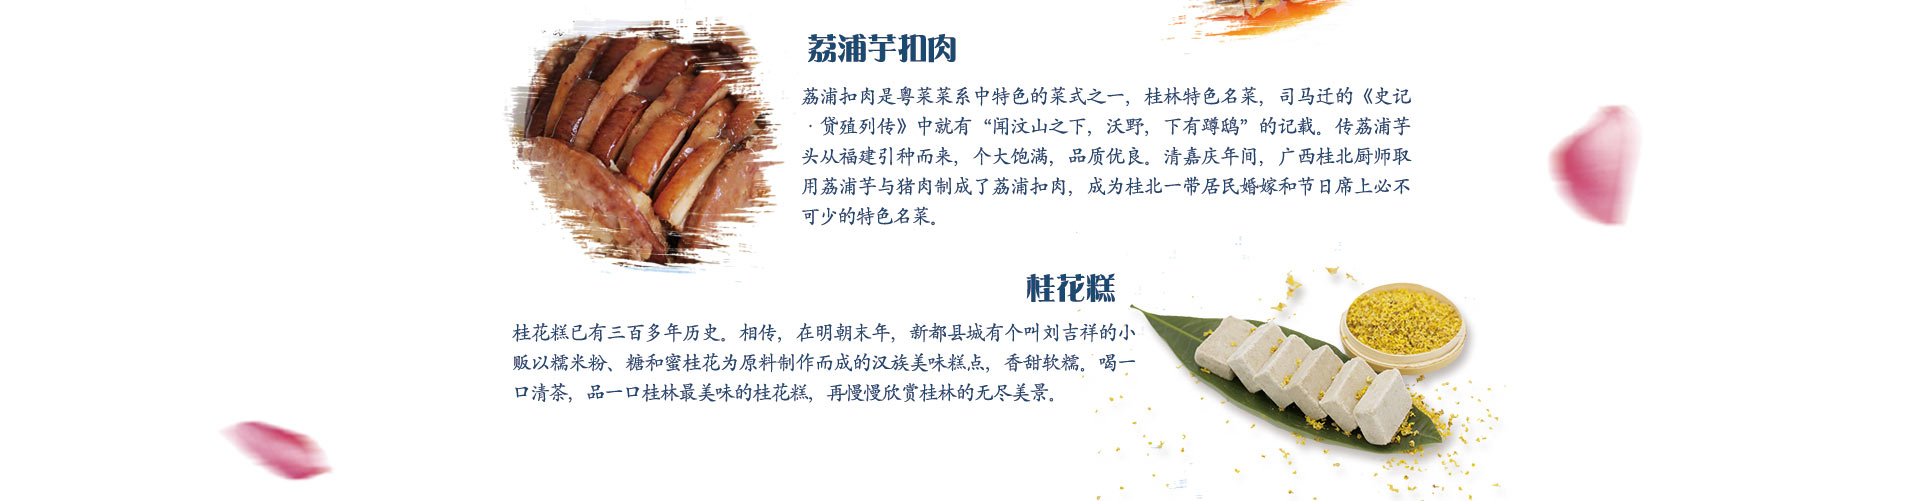 荔浦芋扣肉
荔浦扣肉是粤菜菜系中特色的菜式之一，桂林特色名菜，司马迁的《史记
·贷殖列传》中就有“闻汶山之下，沃野，下有蹲鸱”的记载。传荔浦芋
头从福建引种而来，个大饱满，品质优良。清嘉庆年间，广西桂北厨师取
用荔浦芋与猪肉制成了荔浦扣肉，成为桂北一带居民婚嫁和节日席上必不
可少的特色名菜。
桂花糕
桂花糕已有三百多年历史。相传，在明朝末年，新都县城有个叫刘吉祥的小
贩以糯米粉、糖和蜜桂花为原料制作而成的汉族美味糕点，香甜软糯。喝一
口清茶，品一口桂林最美味的桂花糕，再慢慢欣赏桂林的无尽美景。